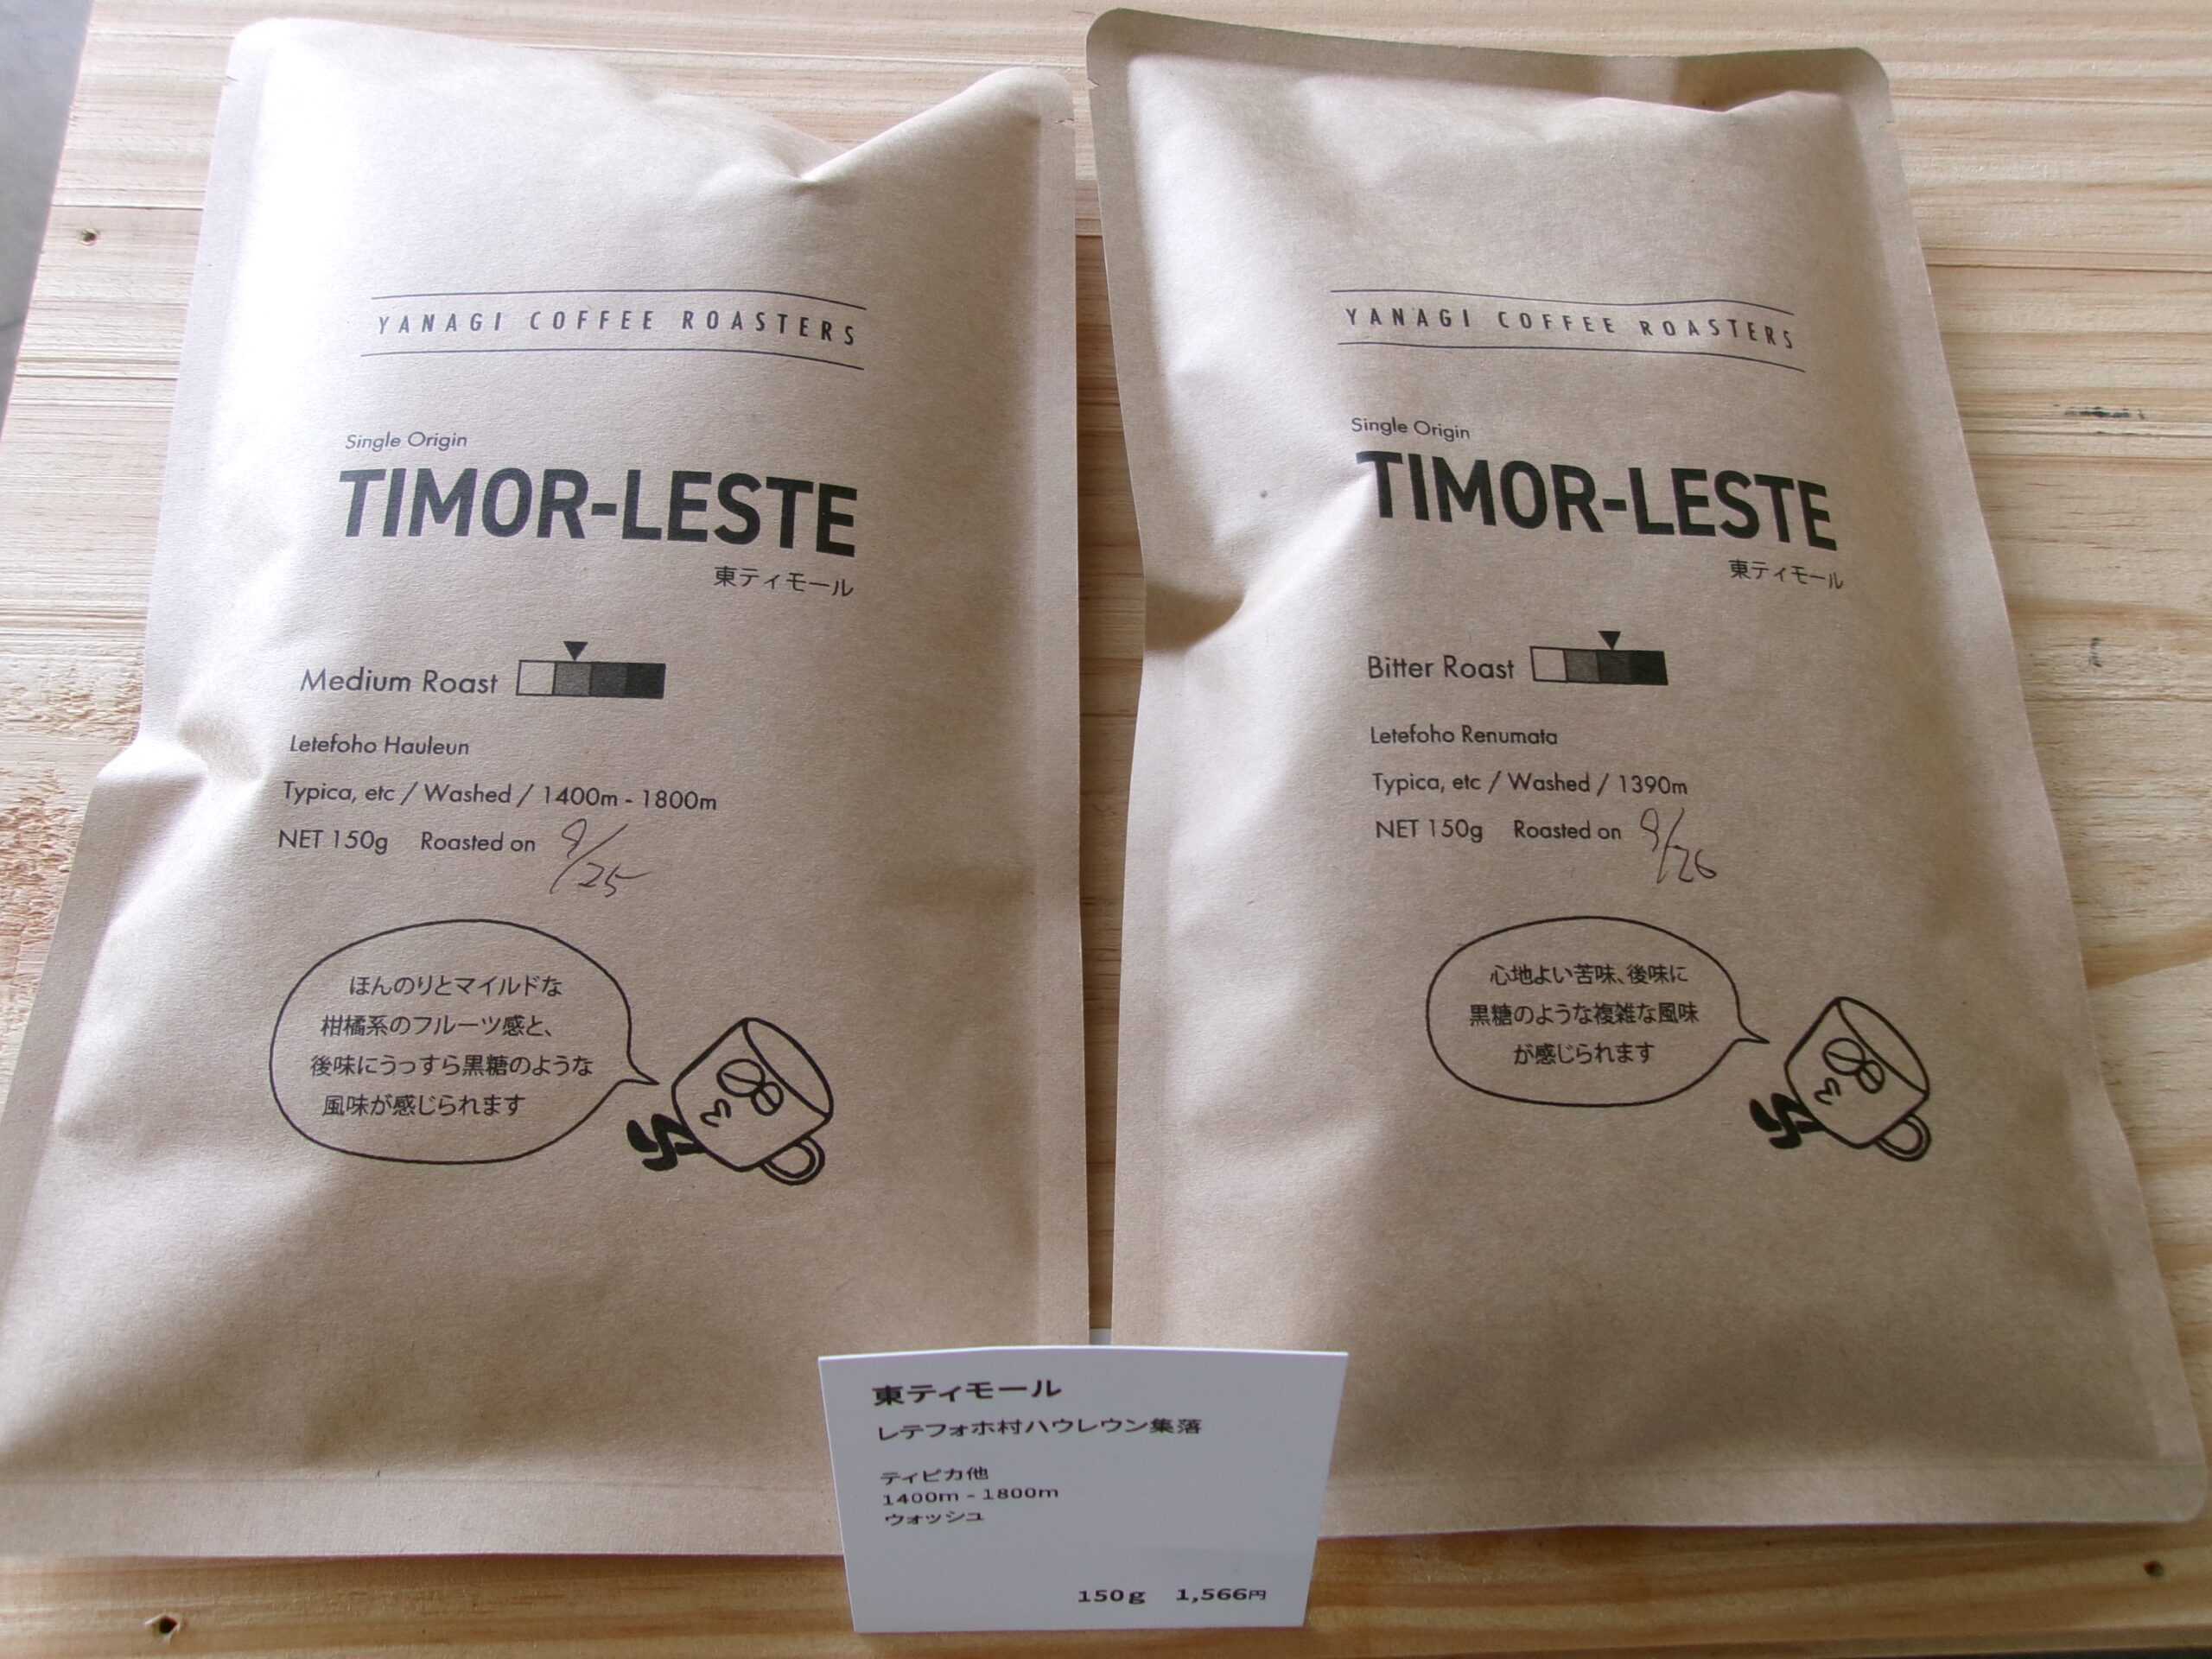 YANAGI COFFEE ROASTERS
Single Origin
TIMOR-LESTE
東ティモール
Medium Roast
Letefoho Hauleun
Typica, etc / Washed / 1400m - 1800m
NET 150g Roasted on 9/25
ほんのりとマイルドな
柑橘系のフルーツ感と、
後味にうっすら黒糖のような
風味が感じられます
YANAGI COFFEE ROASTERS
Single Origin
TIMOR-LESTE
東ティモール
Bitter Roast
Letefoho Renumata
Typica, etc / Washed / 1390m
NET 150g Roasted on 9/26
心地よい苦味、後味に
黒糖のような複雑な風味
が感じられます
東ティモール
レテフォホ村ハウレウン集落
ティピカ他
1400m - 1800m
ウォッシュ
150g 1,566円